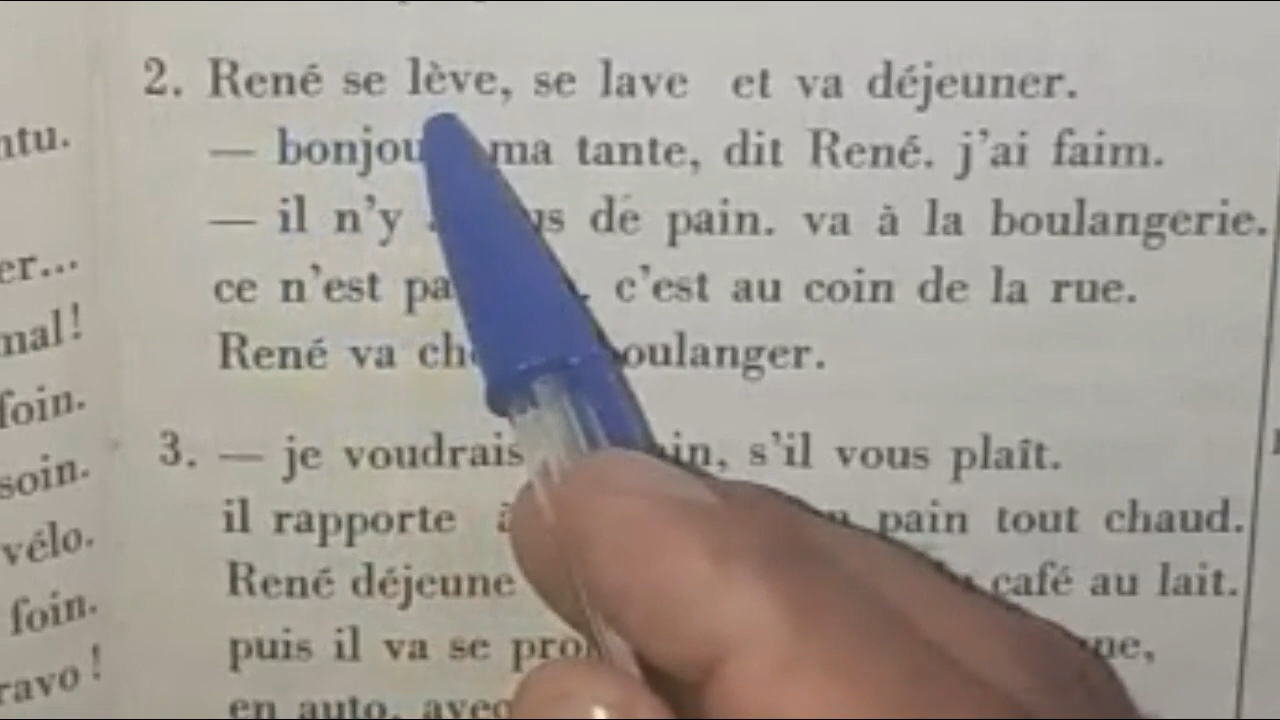 ntu.
er...
mal!
foin.
soin.
vélo.
foin.
ravo!
2. René se lève, se lave et va déjeuner.
— bonjou ma tante, dit René. j'ai faim.
— il n'y us de pain. va à la boulangerie.
ce n'est pa c'est au coin de la rue.
René va ch oulanger.
3. — je voudrais in, s'il vous plaît.
il rapporte à pain tout chaud.
René déjeune café au lait.
puis il va se pro ne,
en auto, avec